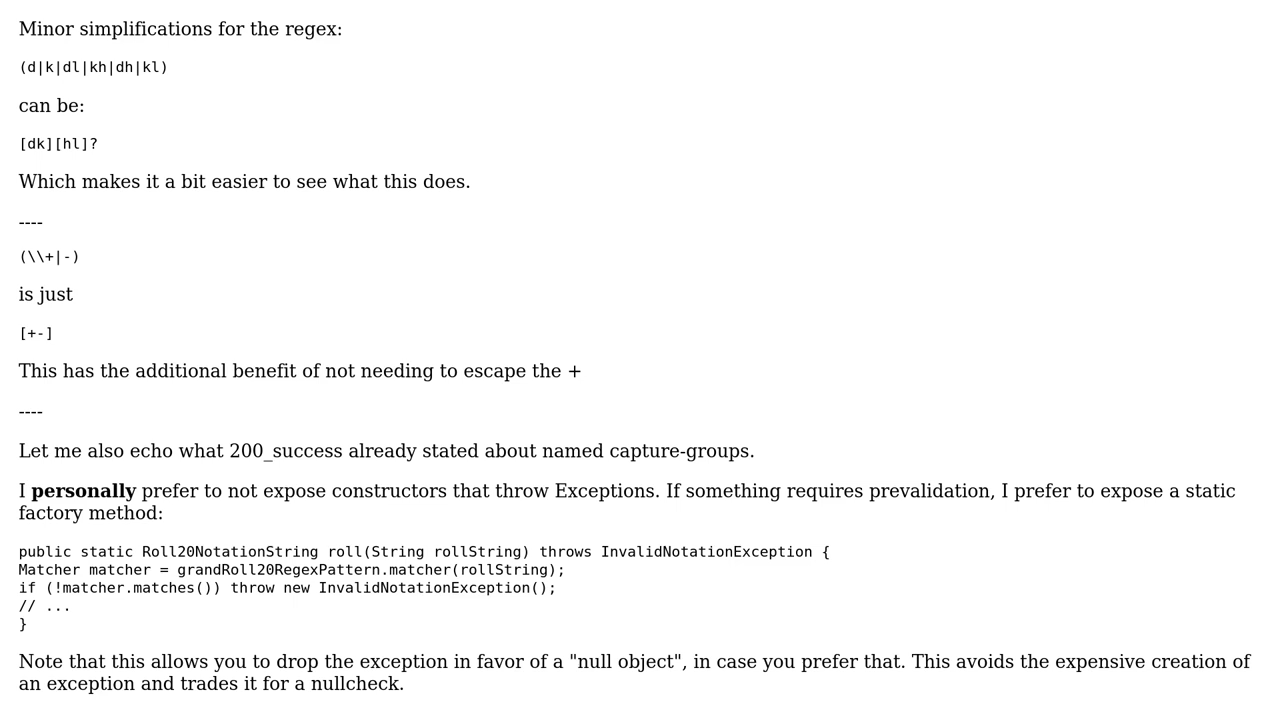 Minor simplifications for the regex:
(d|k|dl|kh|dh|kl)
can be:
[dk][hl]?
Which makes it a bit easier to see what this does.
----
(\\+|-)
is just
[+-]
This has the additional benefit of not needing to escape the +
----
Let me also echo what 200_success already stated about named capture-groups.
I personally prefer to not expose constructors that throw Exceptions. If something requires prevalidation, I prefer to expose a static
factory method:
public static Roll20NotationString roll(String rollString) throws InvalidNotationException {
Matcher matcher = grandRoll20RegexPattern.matcher(rollString);
if (!matcher.matches()) throw new InvalidNotationException();
// ...
}
Note that this allows you to drop the exception in favor of a "null object", in case you prefer that. This avoids the expensive creation of
an exception and trades it for a nullcheck.